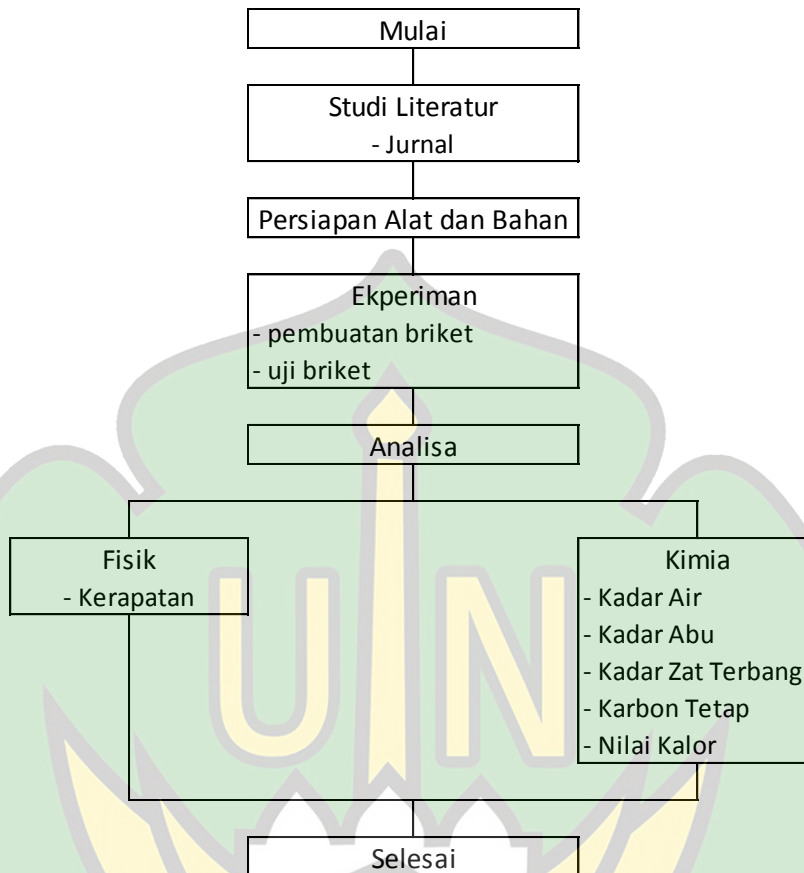 Mulai
Studi Literatur
- Jurnal
Persiapan Alat dan Bahan
Ekperiman
- pembuatan briket
- uji briket
Analisa
Fisik
- Kerapatan
Kimia
- Kadar Air
- Kadar Abu
- Kadar Zat Terbang
- Karbon Tetap
- Nilai Kalor
UIN
Selesai